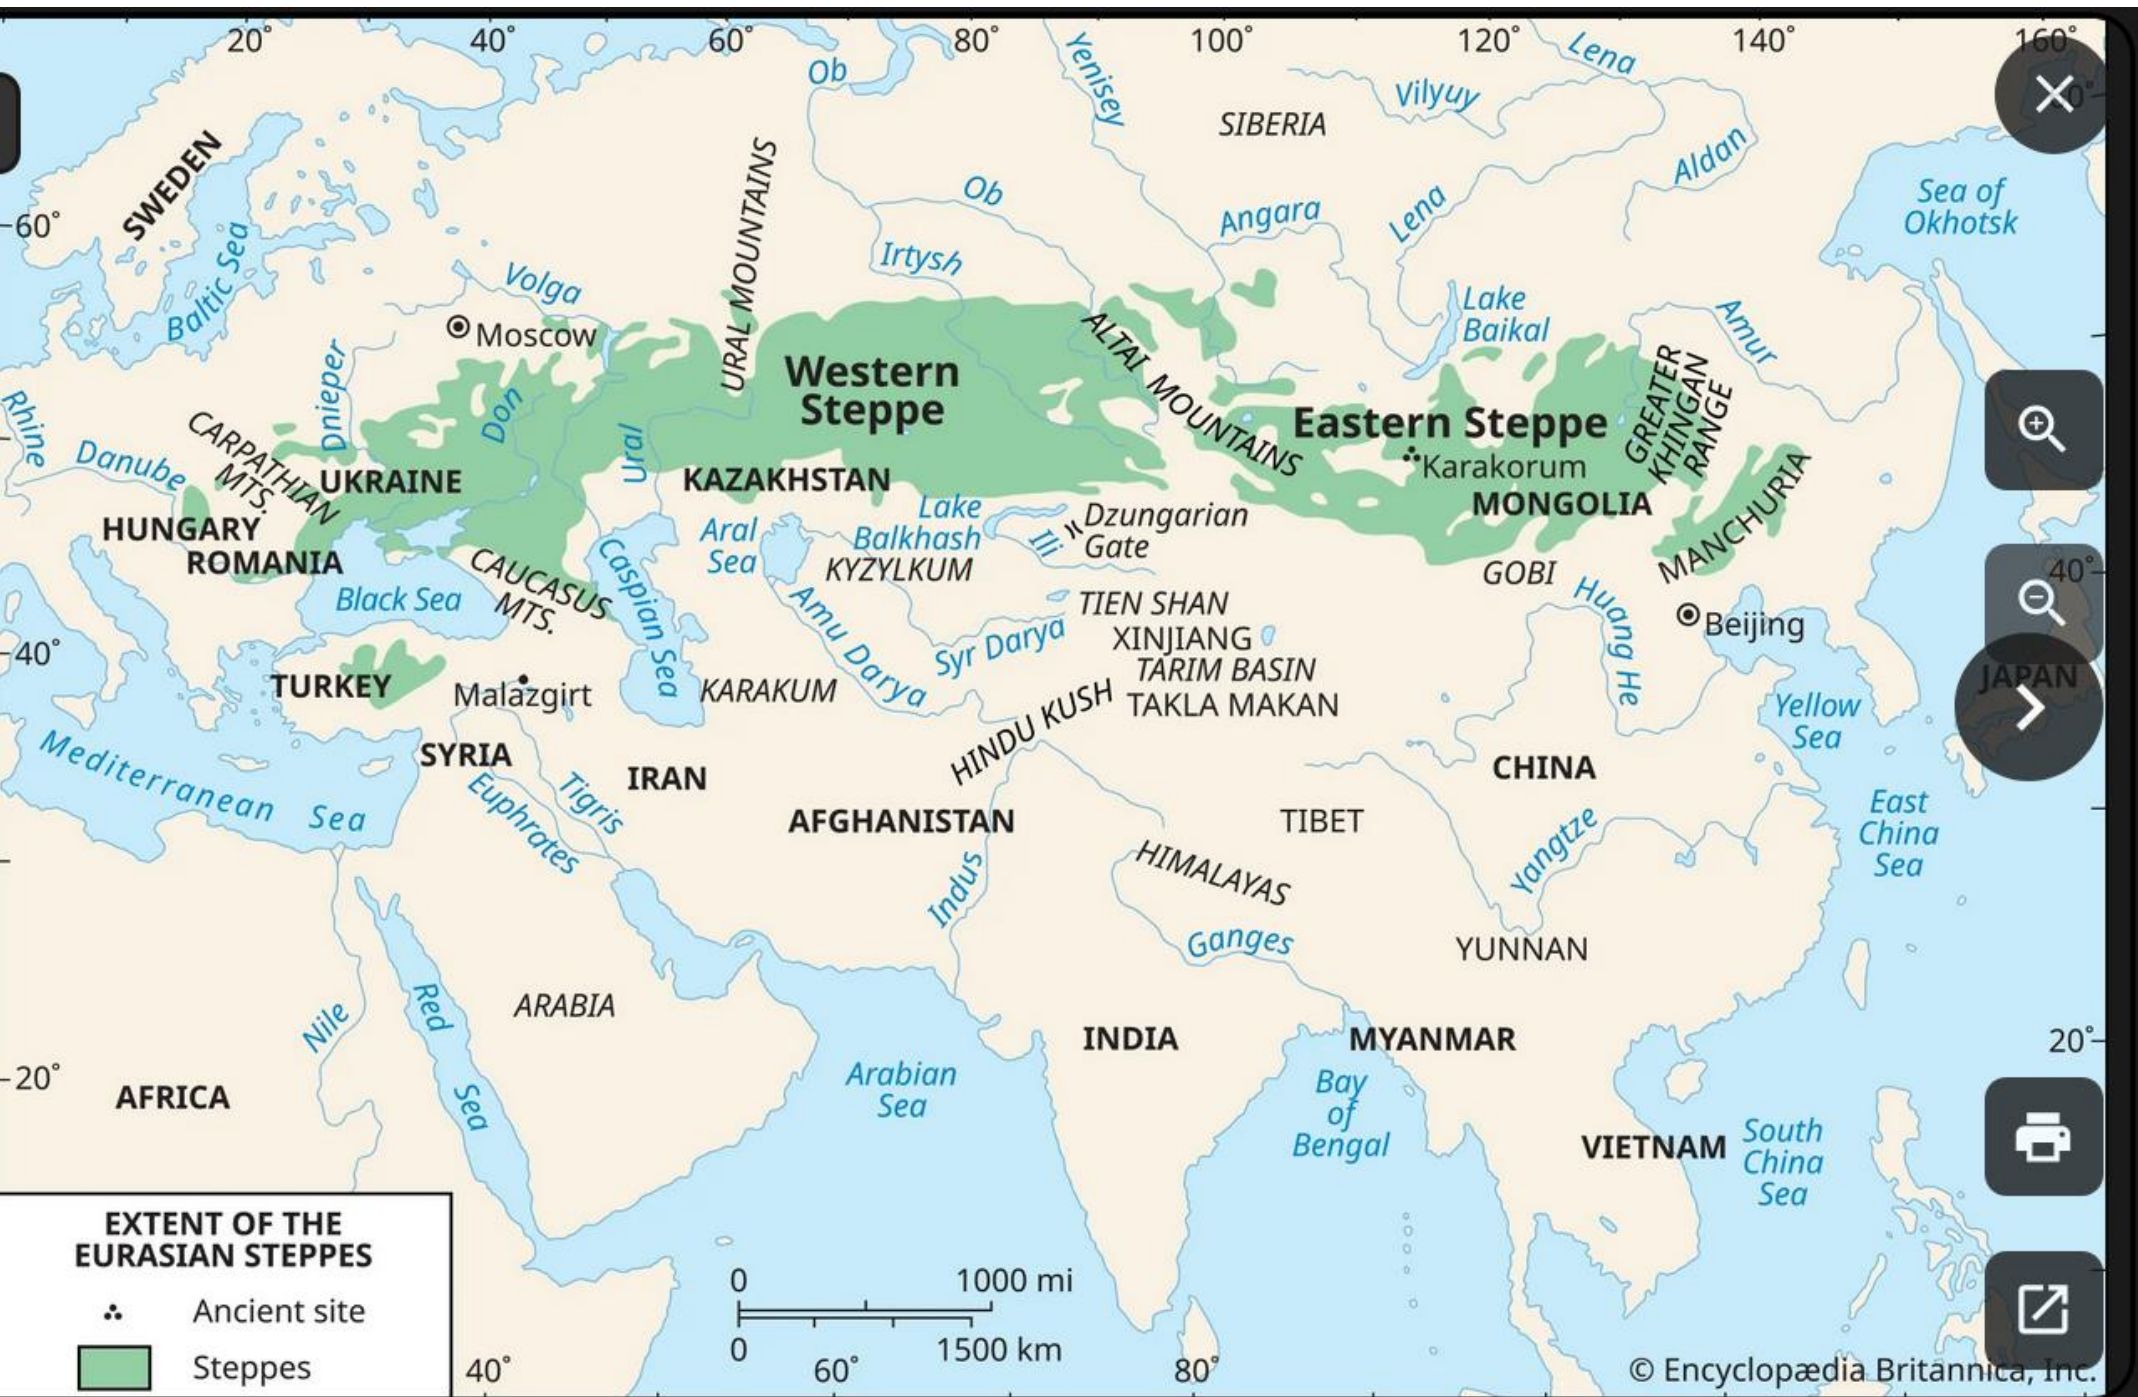 20°
40°
60°
80°
100°
120°
140°
160°
Ob
Yenisey
Lena
Vilyuy
SIBERIA
Aldan
SWEDEN
URAL MOUNTAINS
Ob
Angara
Lena
Sea of
Okhotsk
60°
Baltic Sea
Volga
Irtysh
Lake
Baikal
Amur
Moscow
Dnieper
Western
Steppe
ALTAI MOUNTAINS
GREATER
KHINGAN
RANGE
Rhine
Danube
CARPATHIAN
MTS.
Don
Ural
Eastern Steppe
Karakorum
UKRAINE
KAZAKHSTAN
MONGOLIA
MANCHURIA
HUNGARY
ROMANIA
Aral
Sea
Lake
Balkhash
Ili
Dzungarian
Gate
KYZYLKUM
GOBI
40°
CAUCASUS
MTS.
Caspian Sea
Black Sea
Amu Darya
Syr Darya
TIEN SHAN
XINJIANG
TARIM BASIN
TAKLA MAKAN
Huang He
Beijing
40°
TURKEY
Malazgirt
KARAKUM
HINDU KUSH
JAPAN
Yellow
Sea
Mediterranean Sea
SYRIA
IRAN
Euphrates
Tigris
AFGHANISTAN
TIBET
CHINA
East
China
Sea
HIMALAYAS
Yangtze
Indus
Ganges
YUNNAN
Nile
Red Sea
ARABIA
INDIA
MYANMAR
20°
20°
AFRICA
Arabian
Sea
Bay
of
Bengal
VIETNAM
South
China
Sea
EXTENT OF THE
EURASIAN STEPPES
Ancient site
Steppes
0 1000 mi
0 1500 km
40°
60°
80°
© Encyclopædia Britannica, Inc.